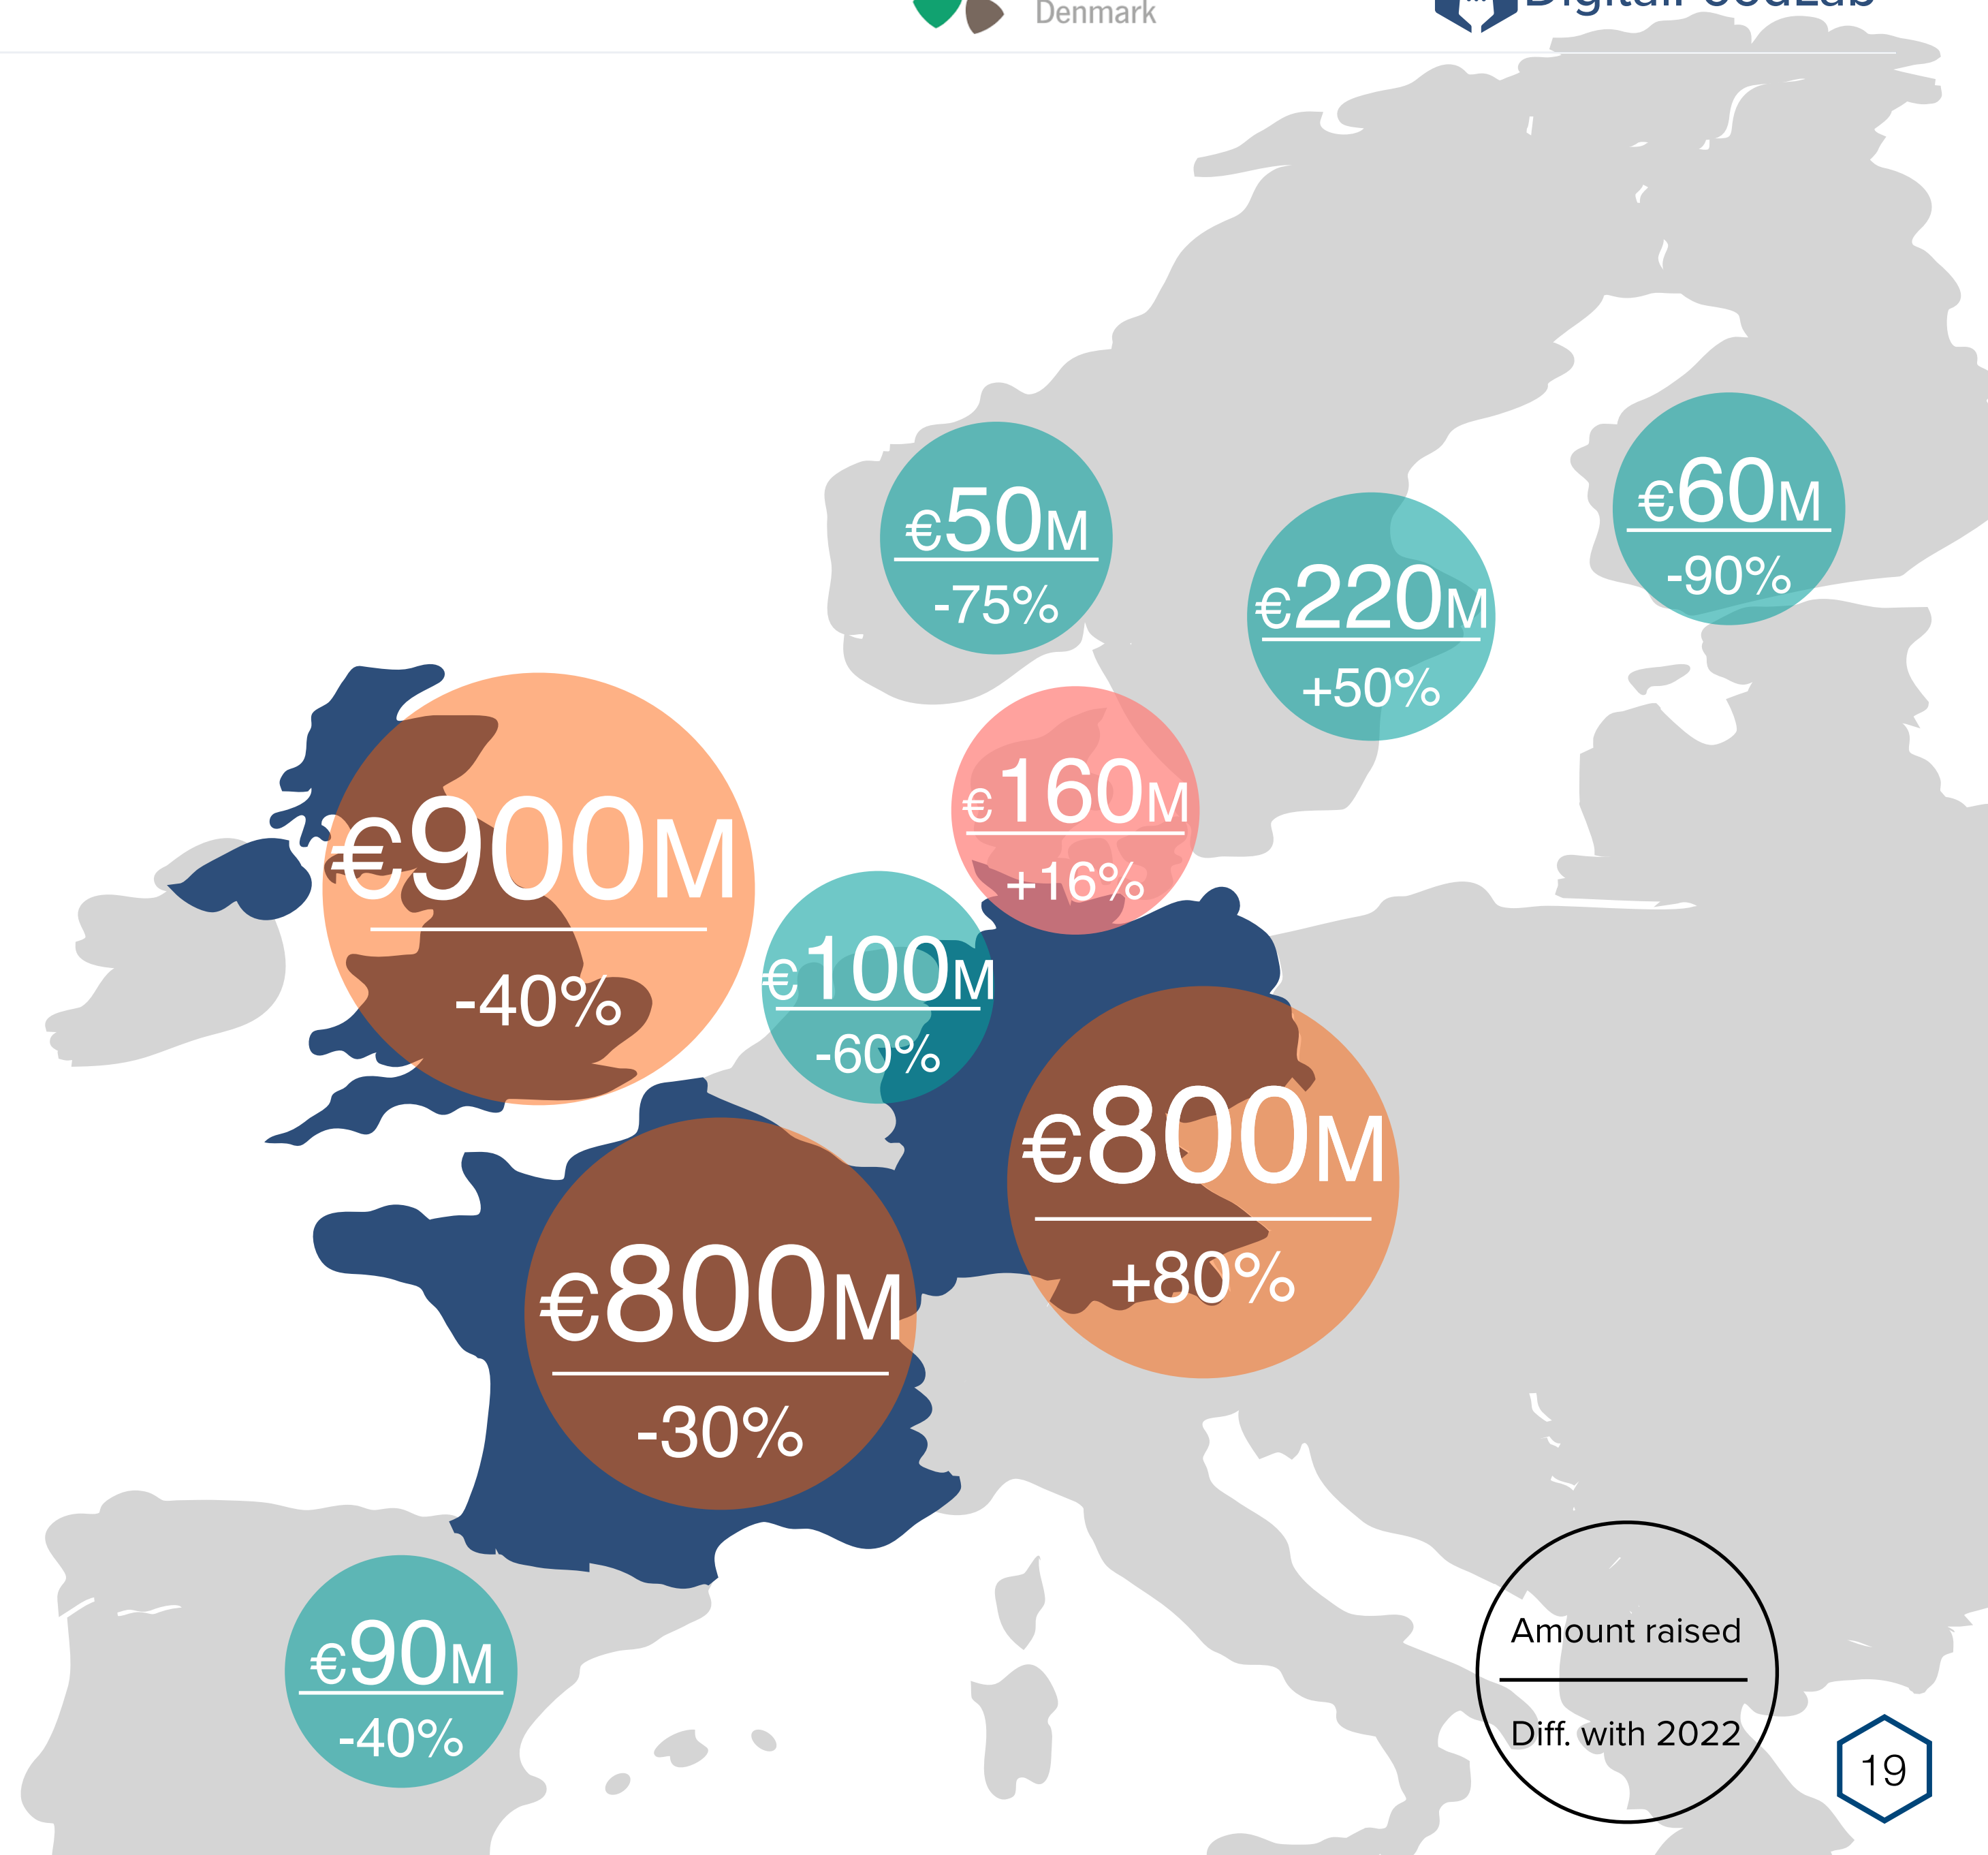 Denmark
€50M
-75%
€60M
-90%
€220M
+50%
€160M
+16%
€900M
-40%
€100M
-60%
€800M
+80%
€800M
-30%
€90M
-40%
Amount raised
Diff. with 2022
19